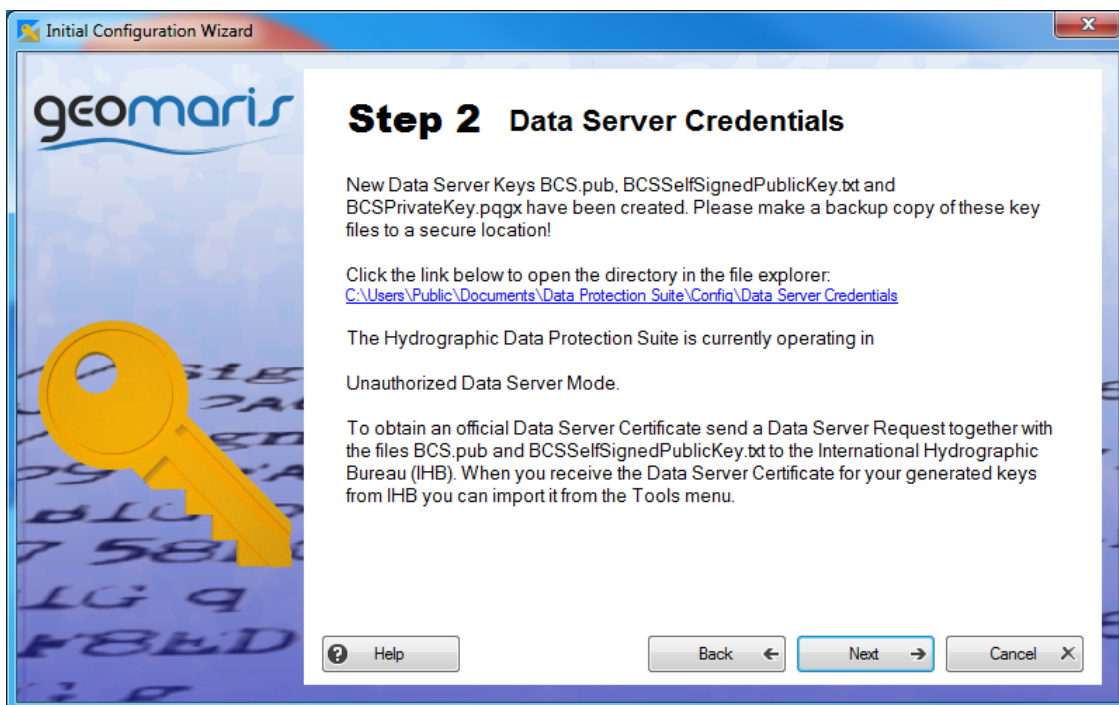 Initial Configuration Wizard
geomaris
Step 2 Data Server Credentials
New Data Server Keys BCS.pub, BCSSelfSignedPublicKey.txt and
BCSPrivateKey.pqgx have been created. Please make a backup copy of these key
files to a secure location!
Click the link below to open the directory in the file explorer:
C:\Users\Public\Documents\Data Protection Suite\Config\Data Server Credentials
The Hydrographic Data Protection Suite is currently operating in
Unauthorized Data Server Mode.
To obtain an official Data Server Certificate send a Data Server Request together with
the files BCS.pub and BCSSelfSignedPublicKey.txt to the International Hydrographic
Bureau (IHB). When you receive the Data Server Certificate for your generated keys
from IHB you can import it from the Tools menu.
Help Back Next Cancel